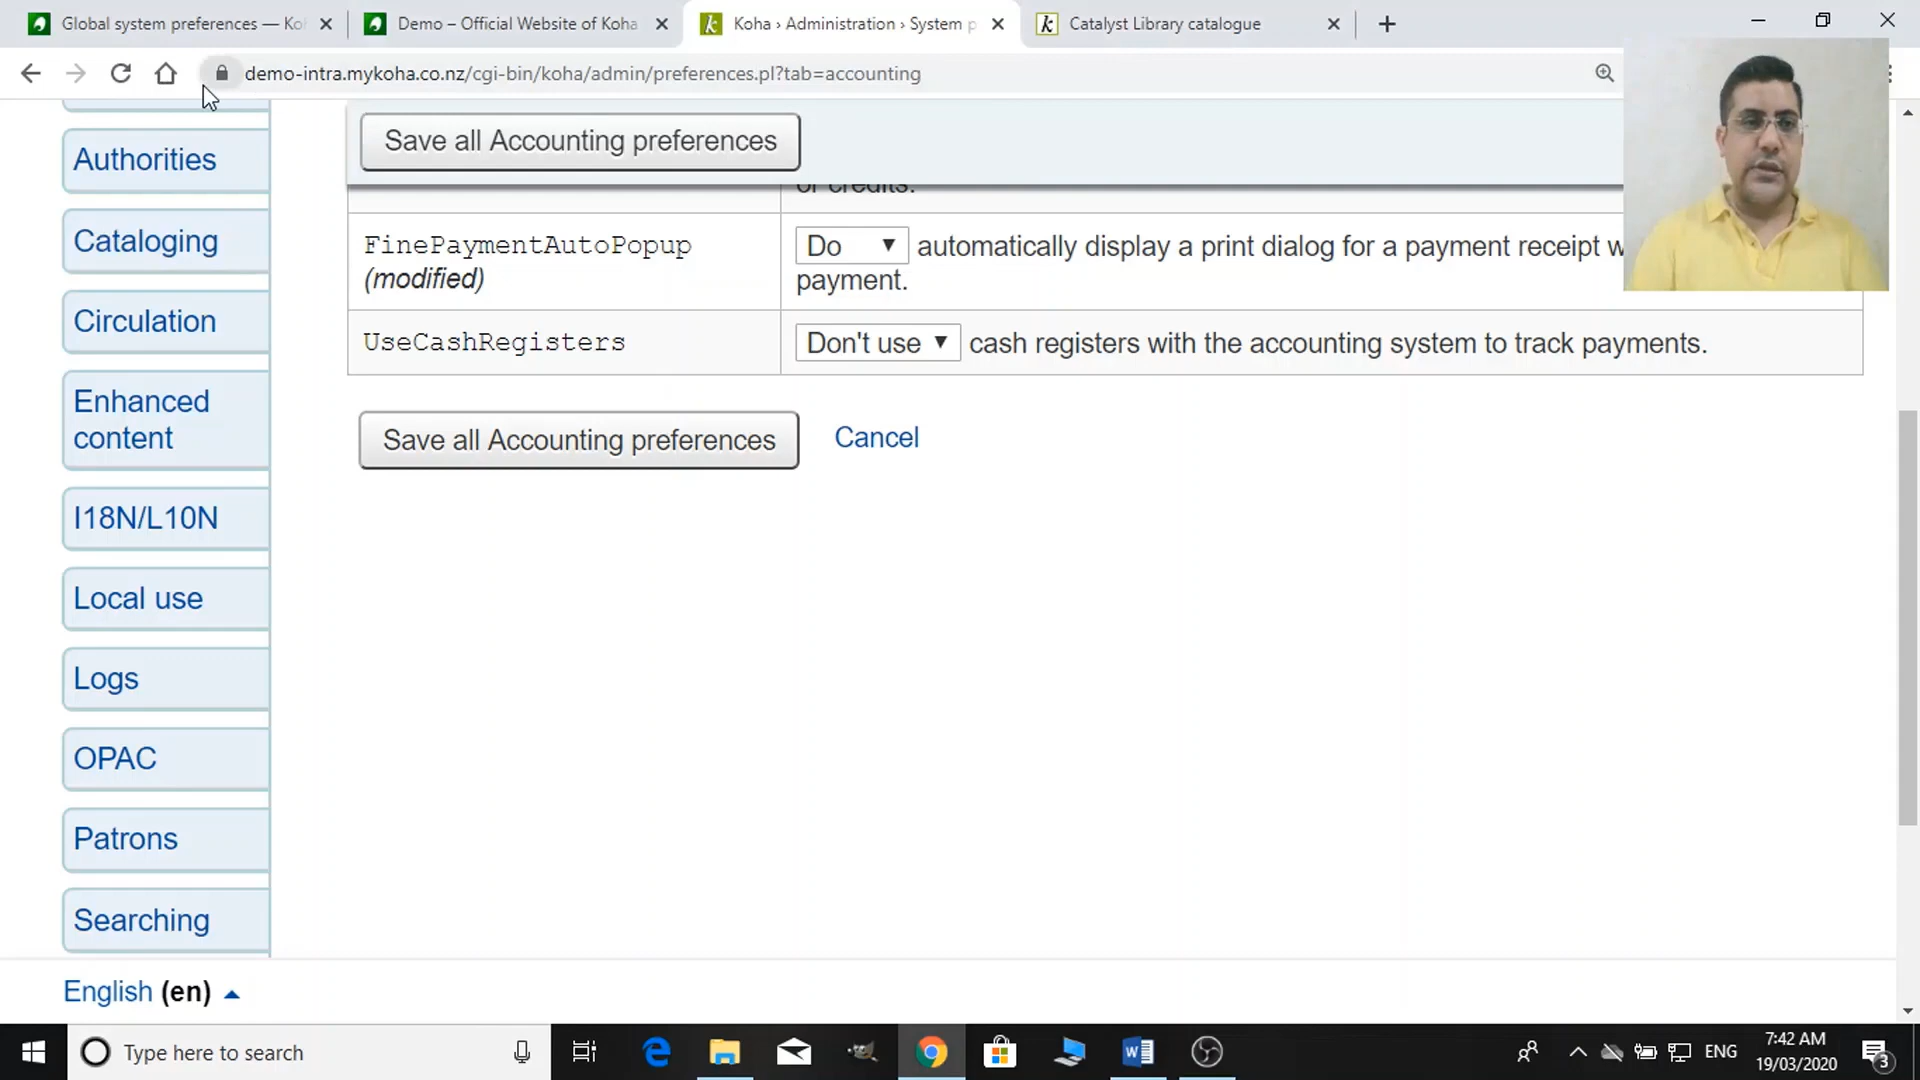 Global system preferences — Ko
Demo – Official Website of Koha
Koha › Administration › System p
Catalyst Library catalogue
demo-intra.mykoha.co.nz/cgi-bin/koha/admin/preferences.pl?tab=accounting
Save all Accounting preferences
or credits.
Authorities
Cataloging
Circulation
Enhanced
content
I18N/L10N
Local use
Logs
OPAC
Patrons
Searching
FinePaymentAutoPopup
(modified)
Do automatically display a print dialog for a payment receipt w
payment.
UseCashRegisters
Don't use cash registers with the accounting system to track payments.
Save all Accounting preferences Cancel
English (en)
Type here to search
ENG
7:42 AM
19/03/2020
3